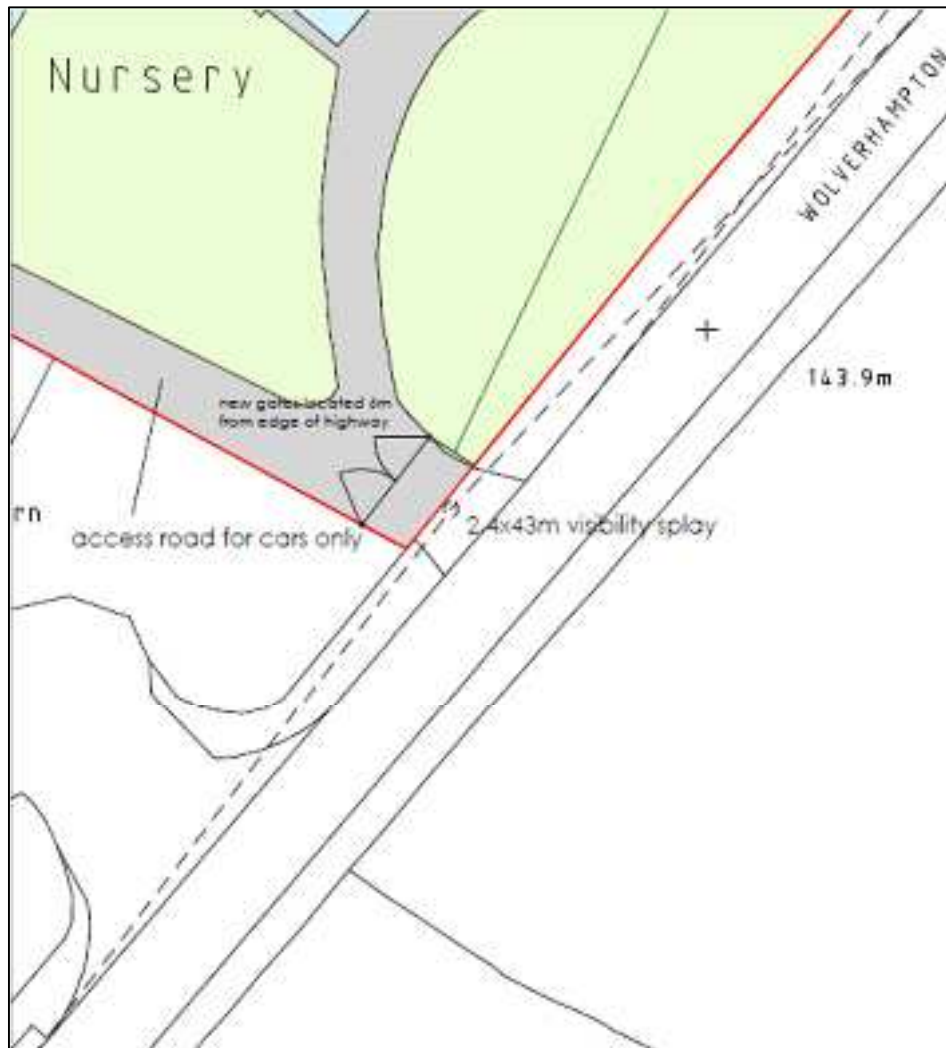 Nursery
WOLVERHAMPTON
143.9m
new gates located 6m
from edge of highway
rn
access road for cars only
2.4x43m visibility splay